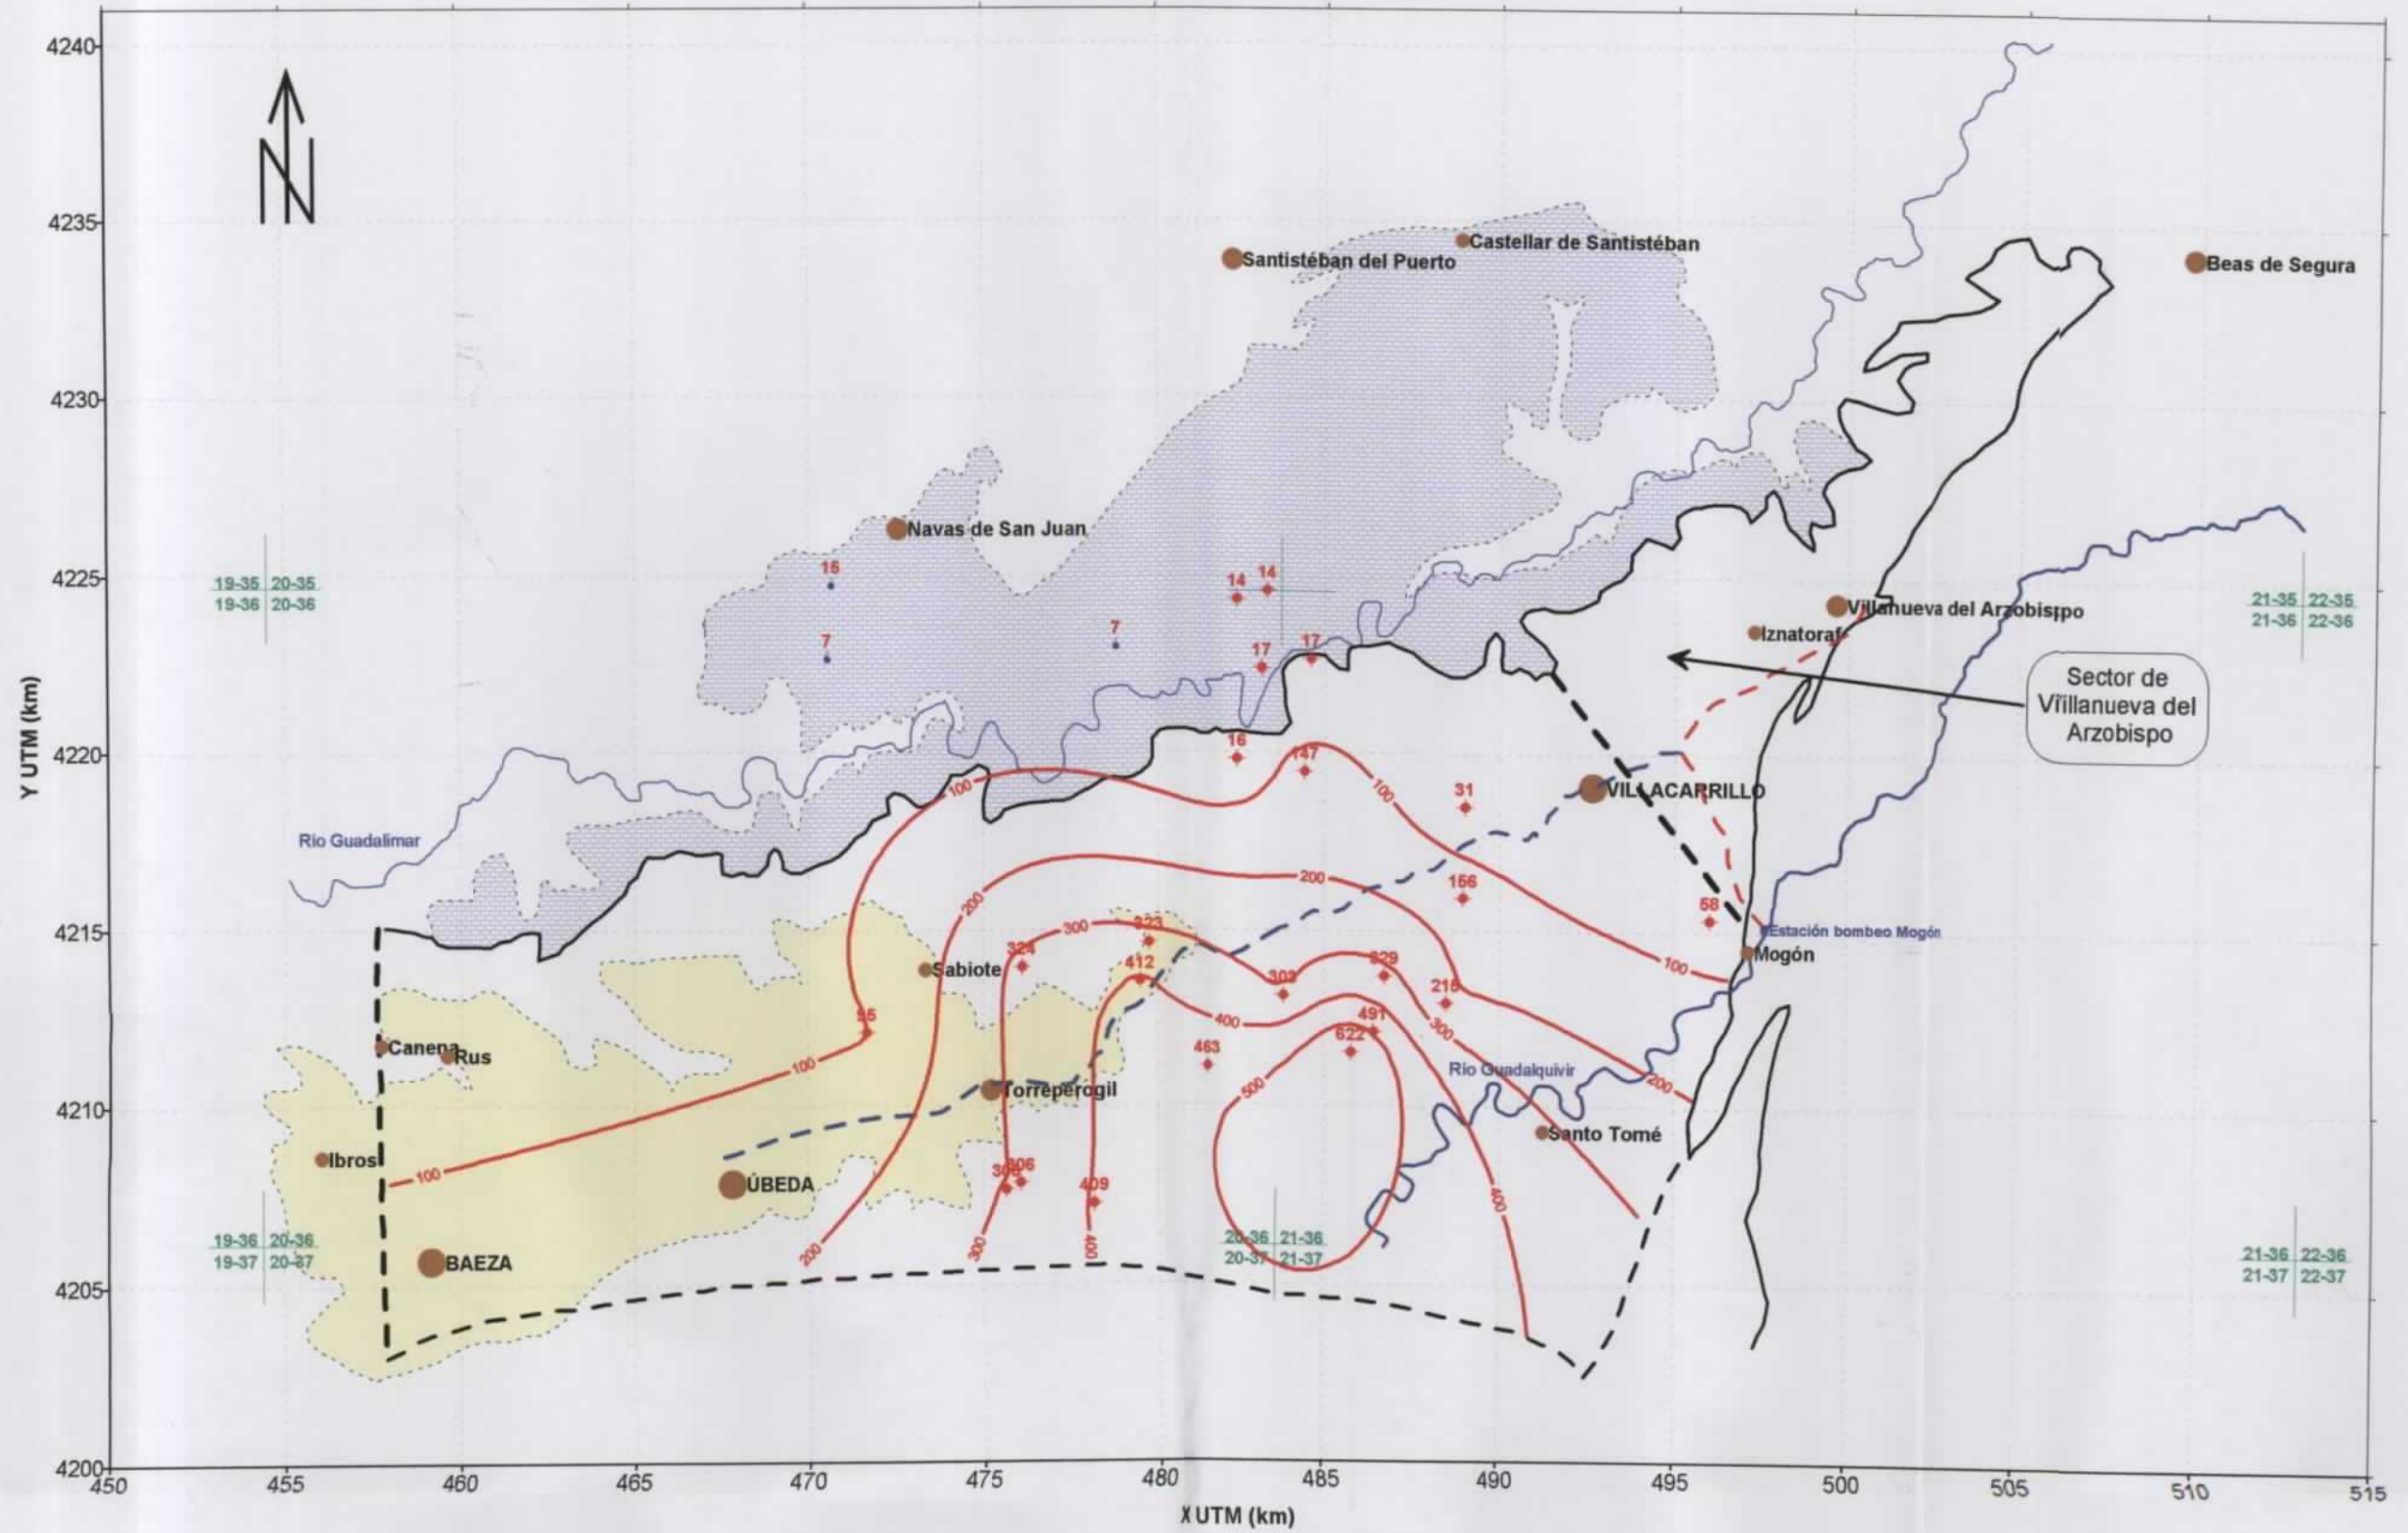 4240
4235
4230
4225
4220
4215
4210
4205
4200
Y UTM (km)
N
Castellar de Santistéban
Santistéban del Puerto
Beas de Segura
Navas de San Juan
15
7
7
14
14
17
17
19-35 20-35
19-36 20-36
21-35 22-35
21-36 22-36
Villanueva del Arzobispo
Iznatoraf
Sector de
Villanueva del
Arzobispo
16
147
31
100
100
VILLACARRILLO
Río Guadalimar
200
200
156
58
Estación bombeo Mogón
Mogón
300
323
324
412
Sabiote
303
329
215
100
55
400
491
622
463
300
Canena
Rus
100
500
Río Guadalquivir
200
Torreperogil
Santo Tomé
Ibros
100
306
409
ÚBEDA
400
19-36 20-36
19-37 20-37
BAEZA
200
300
400
20-36 21-36
20-37 21-37
21-36 22-36
21-37 22-37
450
455
460
465
470
475
480
485
490
495
500
505
510
515
X UTM (km)